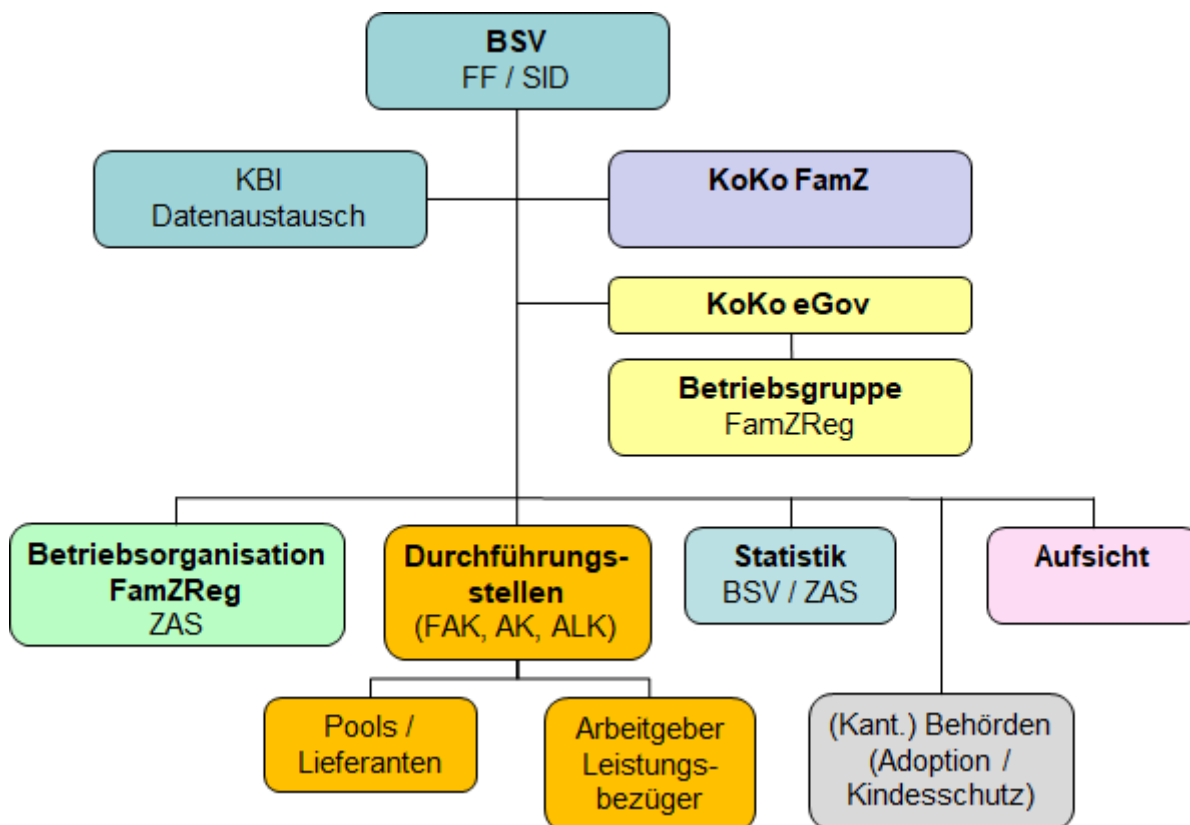 BSV
FF / SID
KBI
Datenaustausch
KoKo FamZ
KoKo eGov
Betriebsgruppe
FamZReg
Betriebsorganisation
FamZReg
ZAS
Durchführungs-
stellen
(FAK, AK, ALK)
Statistik
BSV / ZAS
Aufsicht
Pools /
Lieferanten
Arbeitgeber
Leistungs-
bezüger
(Kant.) Behörden
(Adoption /
Kindesschutz)